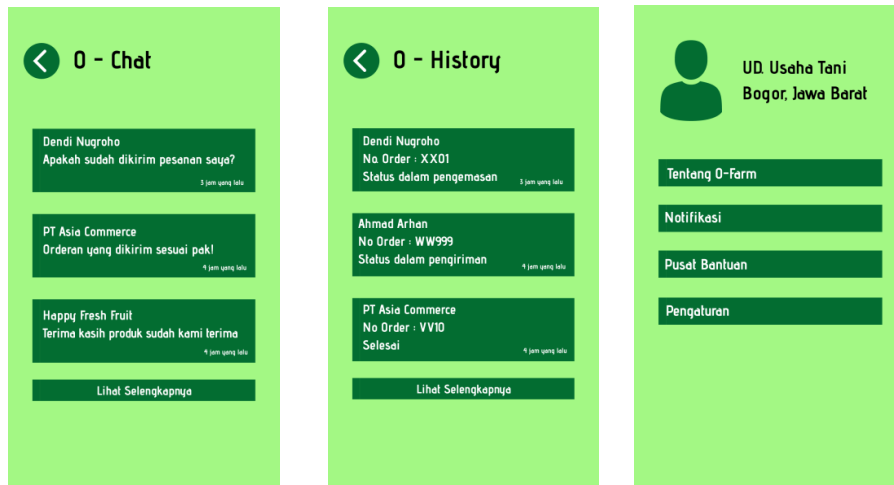 O - Chat
Dendi Nugroho
Apakah sudah dikirim pesanan saya?
3 jam yang lalu
PT Asia Commerce
Orderan yang dikirim sesuai pak!
4 jam yang lalu
Happy Fresh Fruit
Terima kasih produk sudah kami terima
4 jam yang lalu
Lihat Selengkapnya
O - History
Dendi Nugroho
No. Order : XX01
Status dalam pengemasan
3 jam yang lalu
Ahmad Arhan
No Order : WW999
Status dalam pengiriman
4 jam yang lalu
PT Asia Commerce
No Order : VV10
Selesai
4 jam yang lalu
Lihat Selengkapnya
UD. Usaha Tani
Bogor, Jawa Barat
Tentang O-Farm
Notifikasi
Pusat Bantuan
Pengaturan